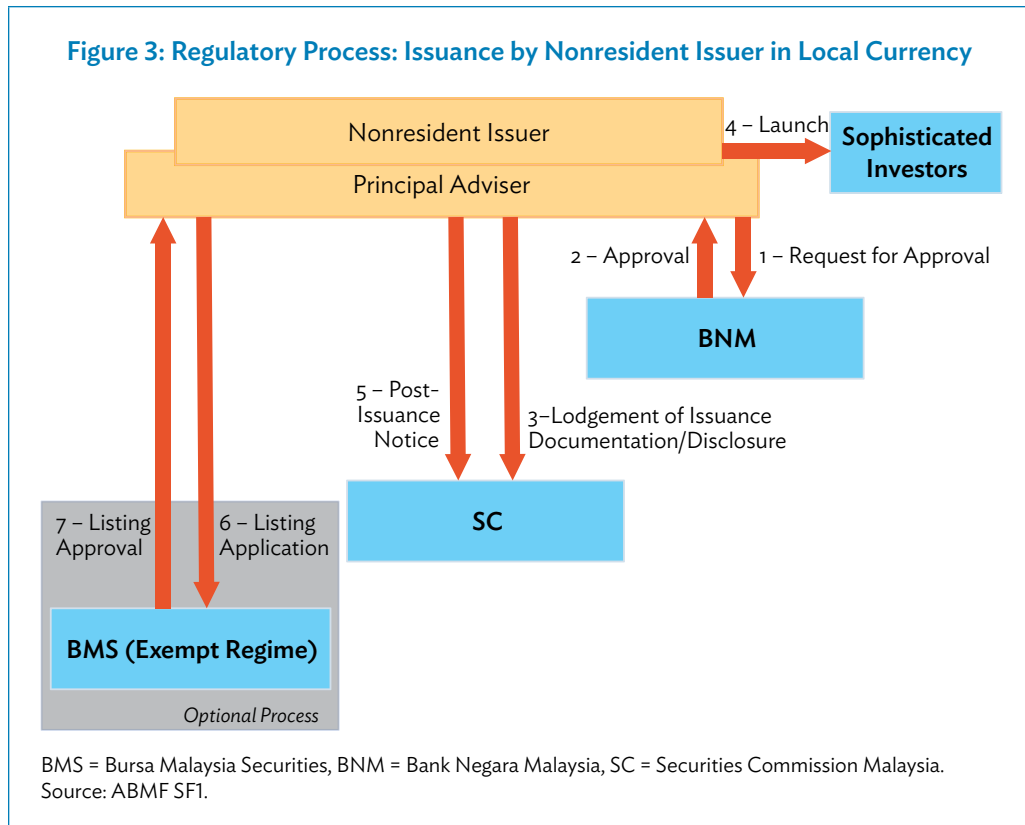 Figure 3: Regulatory Process: Issuance by Nonresident Issuer in Local Currency
Nonresident Issuer
Principal Adviser
4 – Launch
Sophisticated
Investors
2 – Approval
1 – Request for Approval
BNM
5 – Post-
Issuance
Notice
3–Lodgement of Issuance
Documentation/Disclosure
SC
7 – Listing
Approval
6 – Listing
Application
BMS (Exempt Regime)
Optional Process
BMS = Bursa Malaysia Securities, BNM = Bank Negara Malaysia, SC = Securities Commission Malaysia.
Source: ABMF SF1.